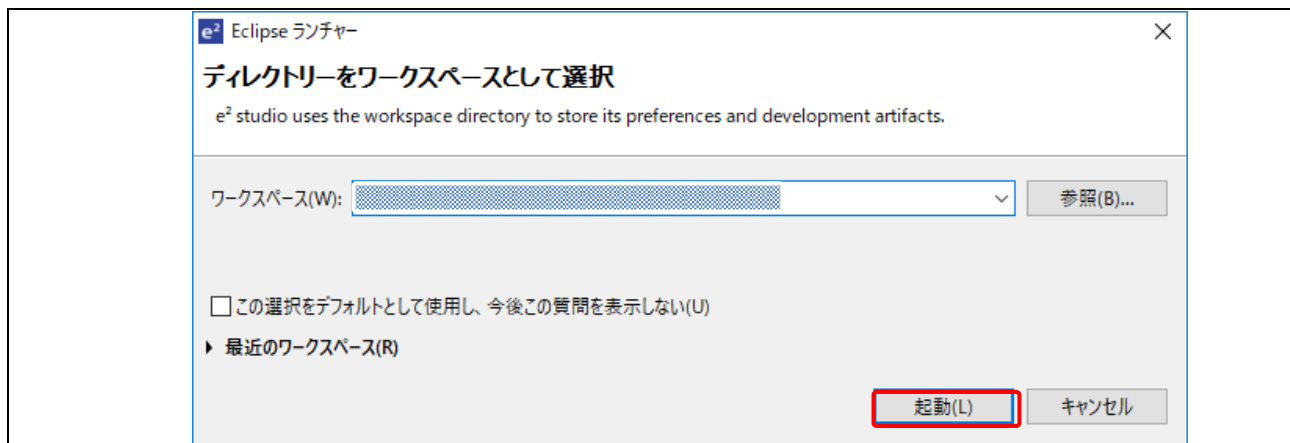 e² Eclipse ランチャー
ディレクトリーをワークスペースとして選択
e² studio uses the workspace directory to store its preferences and development artifacts.
ワークスペース(W): 参照(B)...
この選択をデフォルトとして使用し、今後この質問を表示しない(U)
最近のワークスペース(R)
起動(L) キャンセル